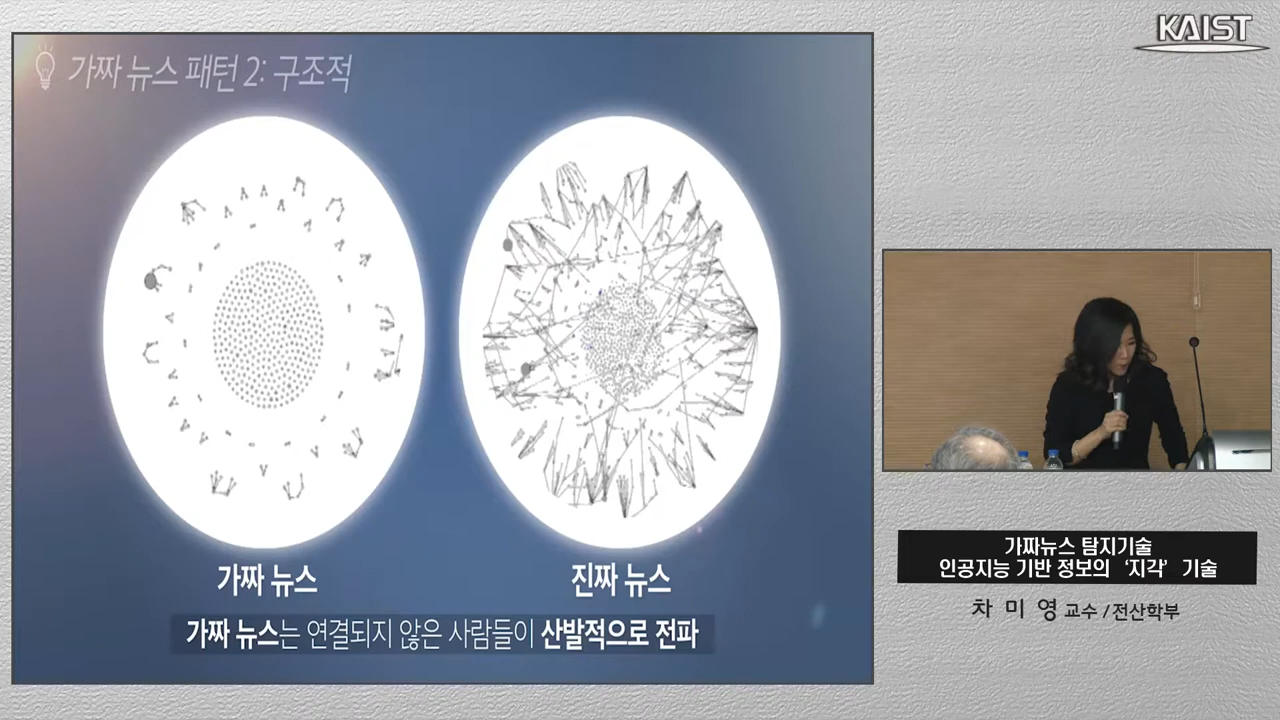 KAIST
가짜 뉴스 패턴 2: 구조적
가짜 뉴스
진짜 뉴스
가짜 뉴스는 연결되지 않은 사람들이 산발적으로 전파
가짜뉴스 탐지기술
인공지능 기반 정보의 ‘지각’ 기술
차 미 영 교수 / 전산학부